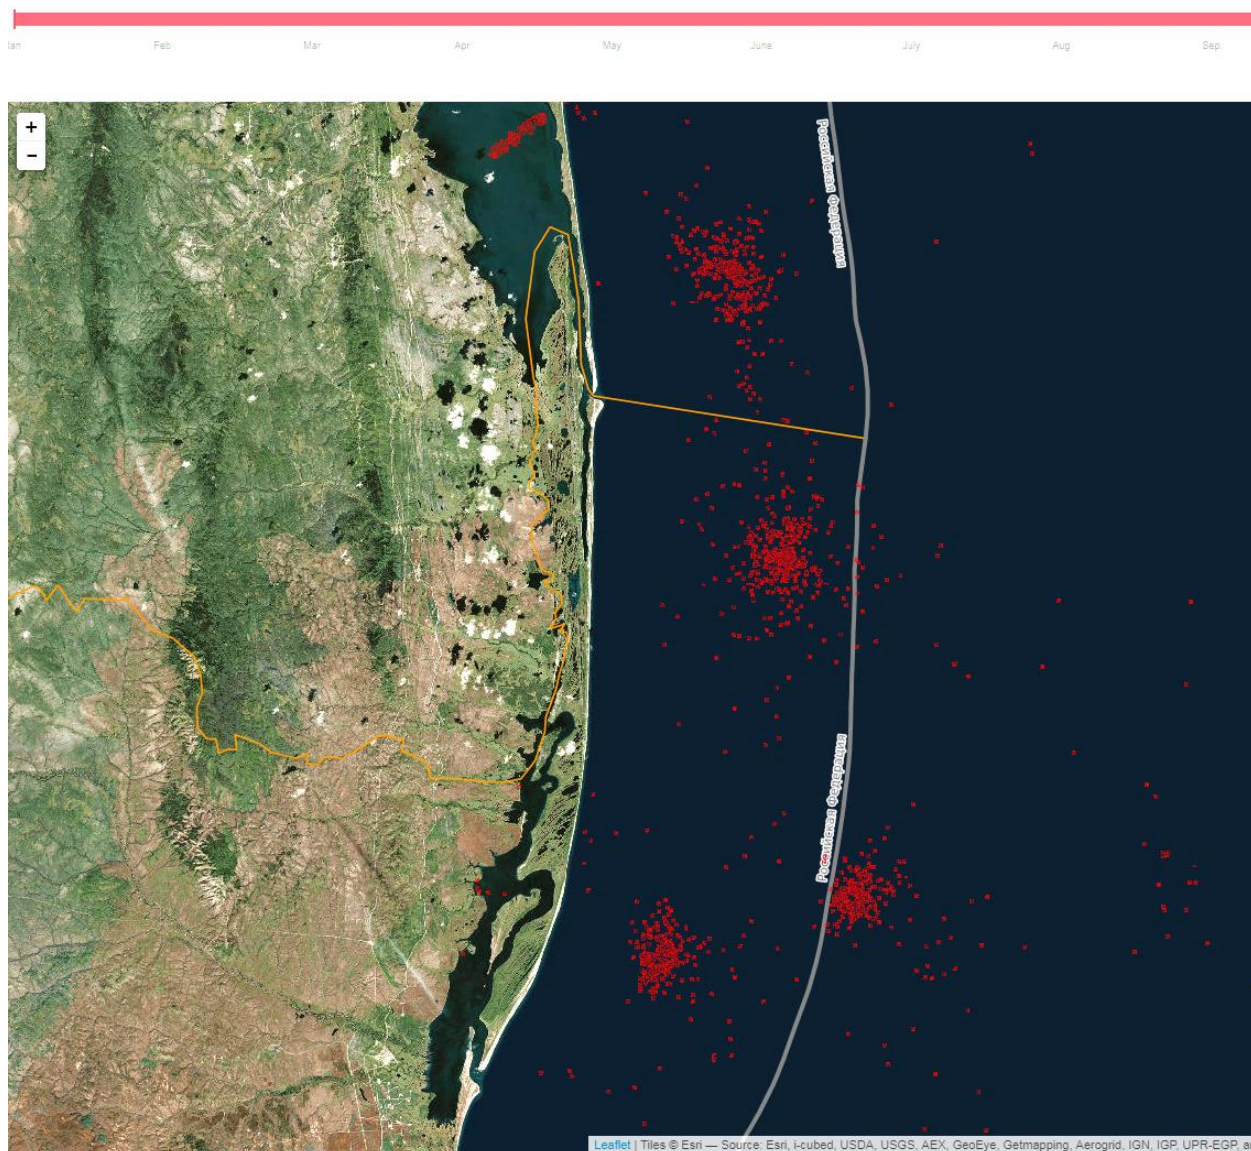 Jan Feb Mar Apr May June July Aug Sep
+
−
Российская Федерация
Российская Федерация
Leaflet | Tiles © Esri — Source: Esri, i-cubed, USDA, USGS, AEX, GeoEye, Getmapping, Aerogrid, IGN, IGP, UPR-EGP, a